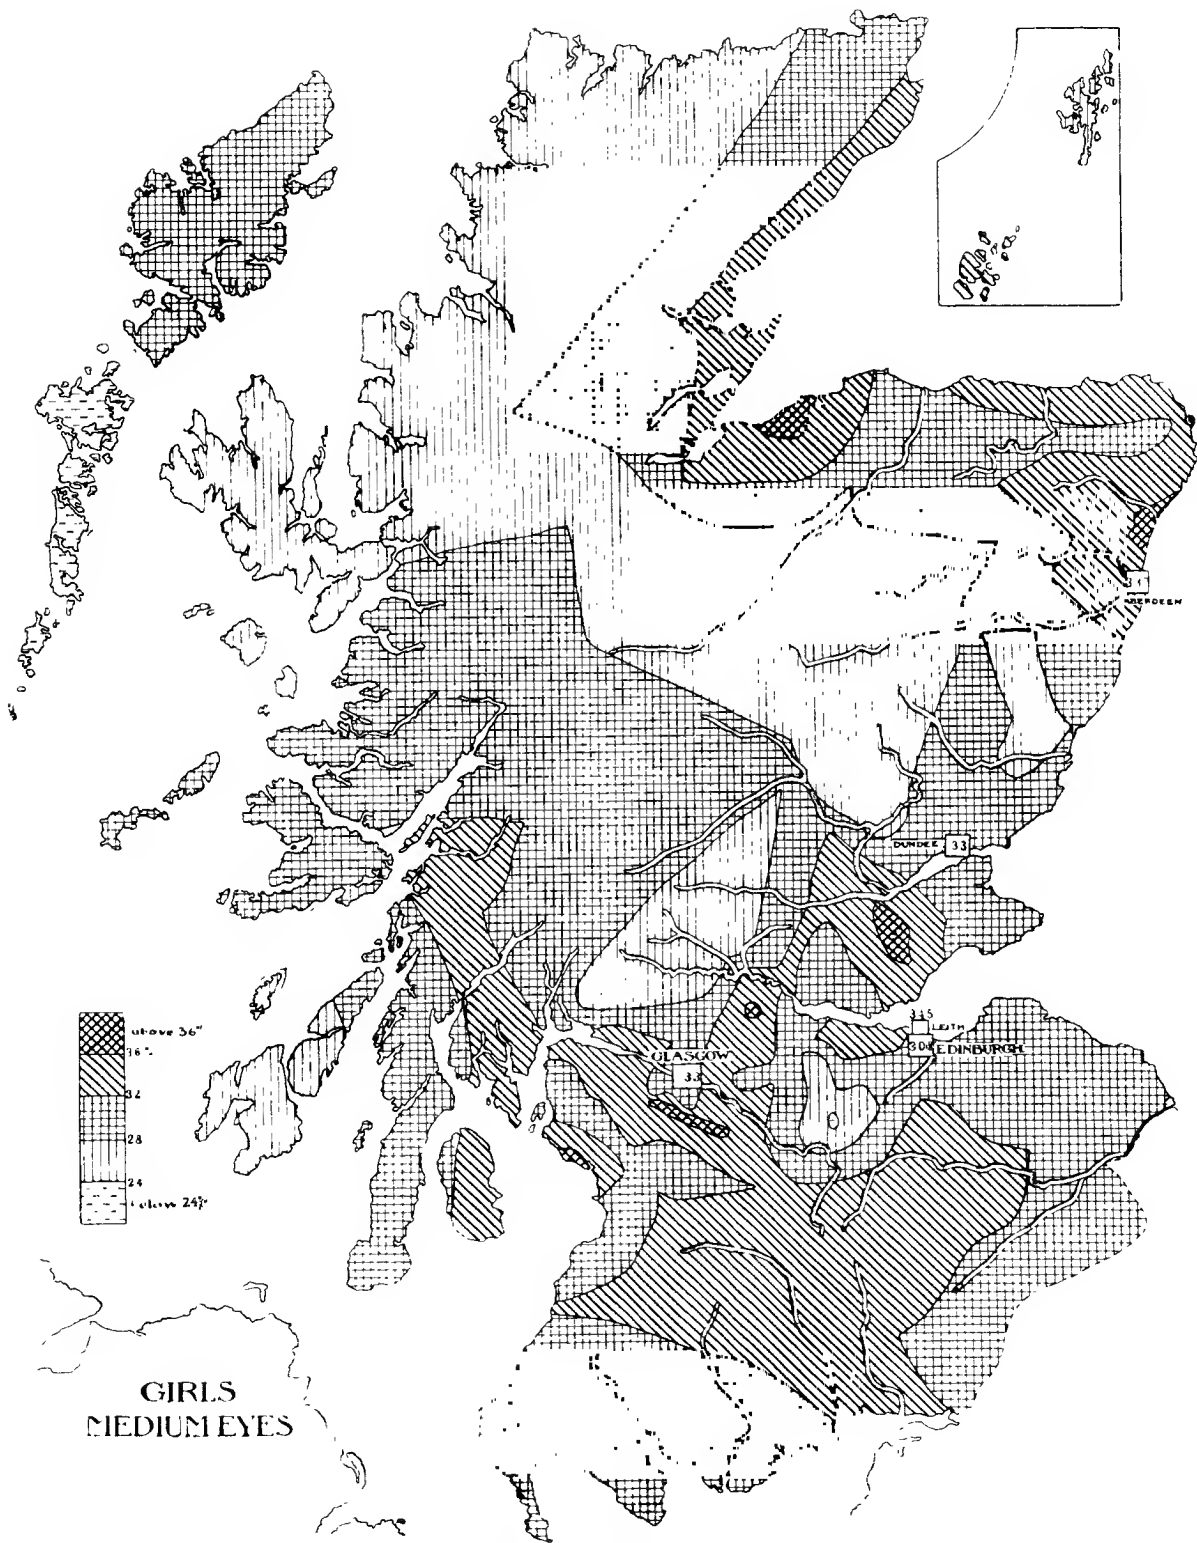 ABERDEEN
DUNDEE 33
LEITH
EDINBURGH
GLASGOW
33
above 36%
36%
32
28
24
below 24%
GIRLS
MEDIUM EYES